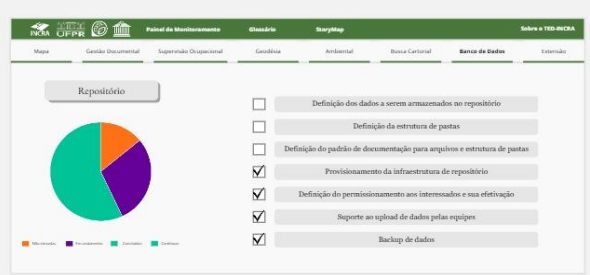 INCRA UFPR Painel de Monitoramento Glossário StoryMap Sobre o TED-INCRA
Mapa Gestão Documental Supervisão Ocupacional Geodésia Ambiental Busca Cartorial Banco de Dados Extensão
Repositório
Definição dos dados a serem armazenados no repositório
Definição da estrutura de pastas
Definição do padrão de documentação para arquivos e estrutura de pastas
Provisionamento da infraestrutura de repositório
Definição do permissionamento aos interessados e sua efetivação
Suporte ao upload de dados pelas equipes
Backup de dados
Não iniciados Em andamento Concluídos Contínuos